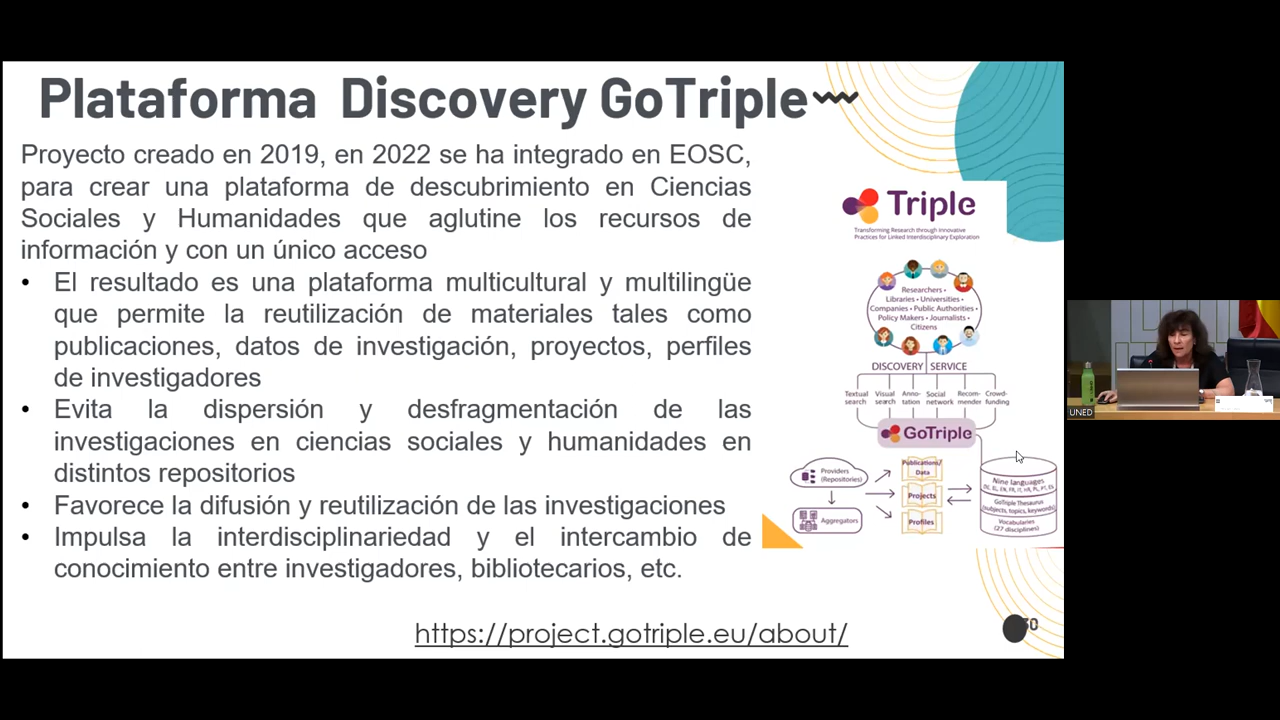 Plataforma Discovery GoTriple
Proyecto creado en 2019, en 2022 se ha integrado en EOSC,
para crear una plataforma de descubrimiento en Ciencias
Sociales y Humanidades que aglutine los recursos de
información y con un único acceso
• El resultado es una plataforma multicultural y multilingüe
que permite la reutilización de materiales tales como
publicaciones, datos de investigación, proyectos, perfiles
de investigadores
• Evita la dispersión y desfragmentación de las
investigaciones en ciencias sociales y humanidades en
distintos repositorios
• Favorece la difusión y reutilización de las investigaciones
• Impulsa la interdisciplinariedad y el intercambio de
conocimiento entre investigadores, bibliotecarios, etc.
https://project.gotriple.eu/about/
Triple
Transforming Research through Innovative
Practices for Linked Interdisciplinary Exploration
Researchers •
Libraries • Universities •
Companies • Public Authorities •
Policy Makers • Journalists •
Citizens
DISCOVERY SERVICE
Textual search
Visual search
Anno-tation
Social network
Recom-mender
Crowd-funding
GoTriple
Providers
(Repositories)
Aggregators
Publications/
Data
Projects
Profiles
Nine languages
GoTriple Thesaurus
(subjects, topics, keywords)
Vocabularies
(27 disciplines)
30
UNED